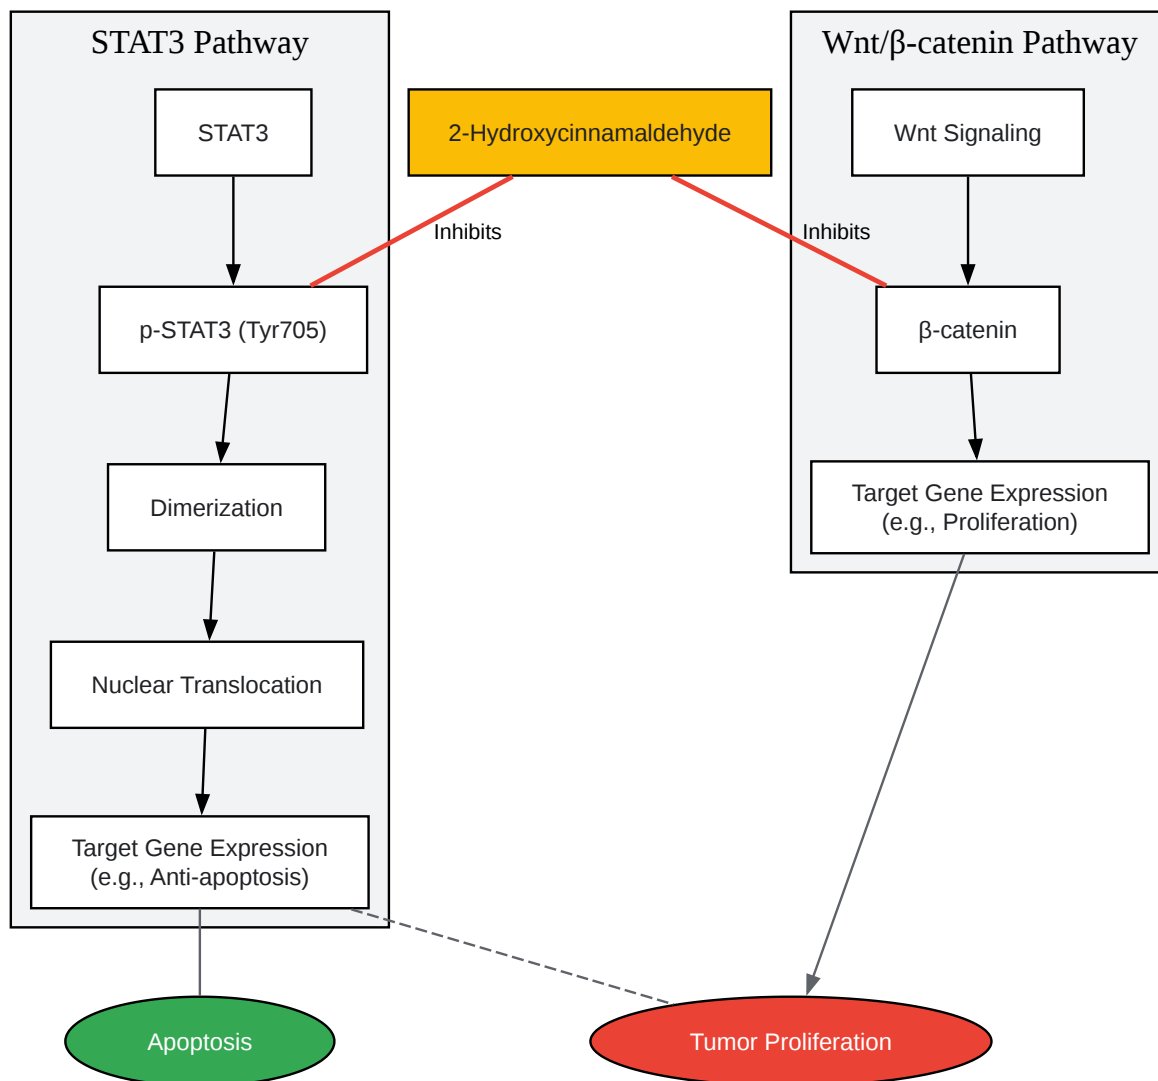 STAT3 Pathway
Wnt/β-catenin Pathway
STAT3
2-Hydroxycinnamaldehyde
Wnt Signaling
Inhibits
Inhibits
p-STAT3 (Tyr705)
β-catenin
Dimerization
Target Gene Expression
(e.g., Proliferation)
Nuclear Translocation
Target Gene Expression
(e.g., Anti-apoptosis)
Apoptosis
Tumor Proliferation